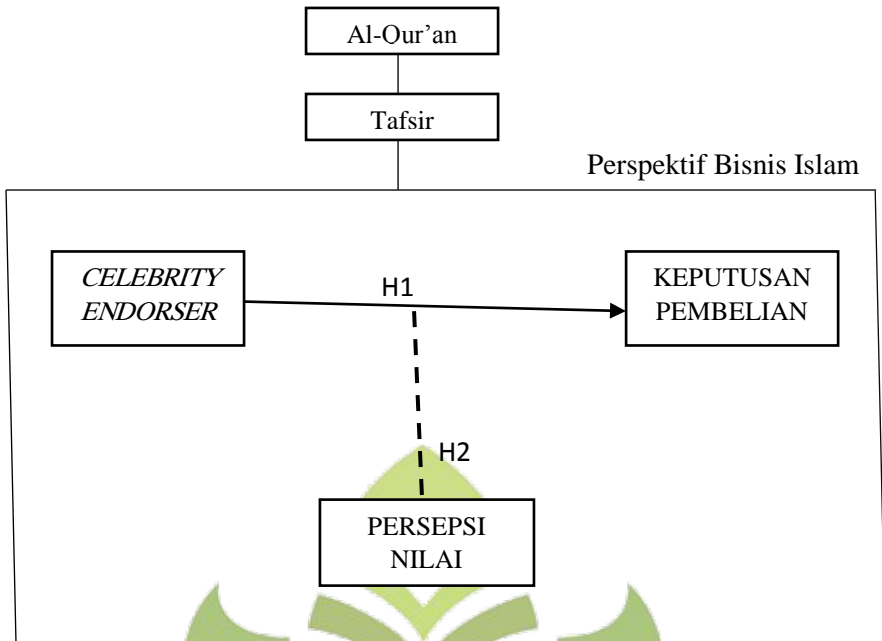 Al-Qur'an
Tafsir
Perspektif Bisnis Islam
CELEBRITY
ENDORSER
H1
KEPUTUSAN
PEMBELIAN
H2
PERSEPSI
NILAI